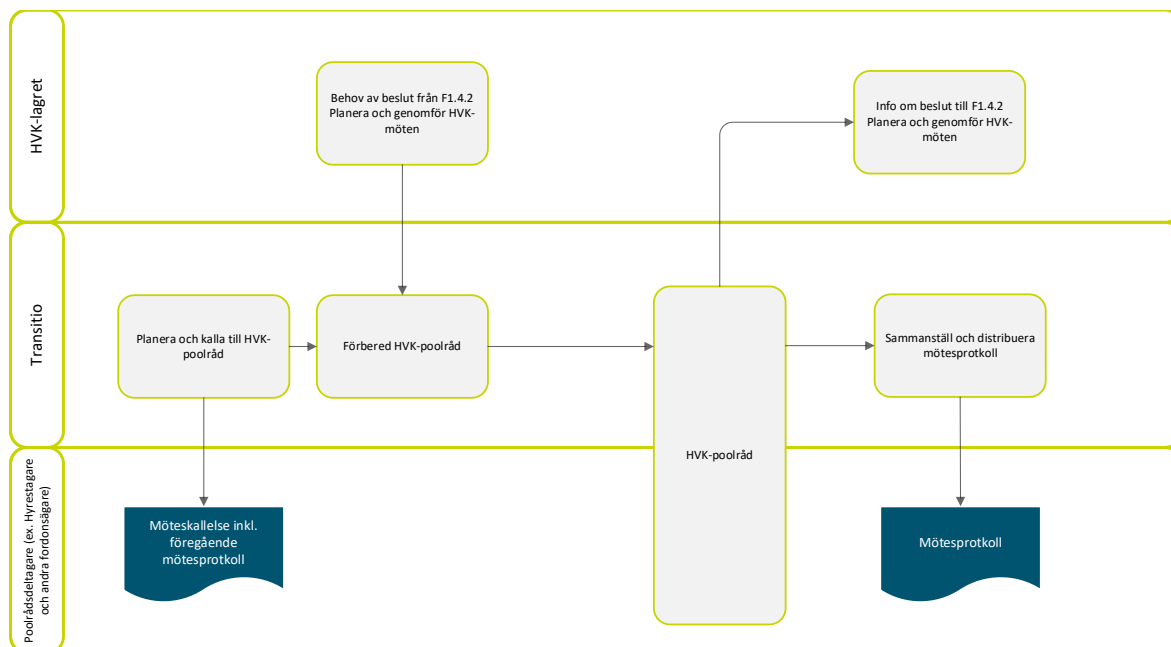 HVK-lagret
Behov av beslut från F1.4.2
Planera och genomför HVK-
möten
Info om beslut till F1.4.2
Planera och genomför HVK-
möten
Transitio
Planera och kalla till HVK-
poolråd
Förbered HVK-poolråd
HVK-poolråd
Sammanställ och distribuera
mötesprotkoll
Poolrådsdeltagare (ex. Hyrestagare
och andra fordonsägare)
Möteskallelse inkl.
föregående
mötesprotkoll
Mötesprotkoll